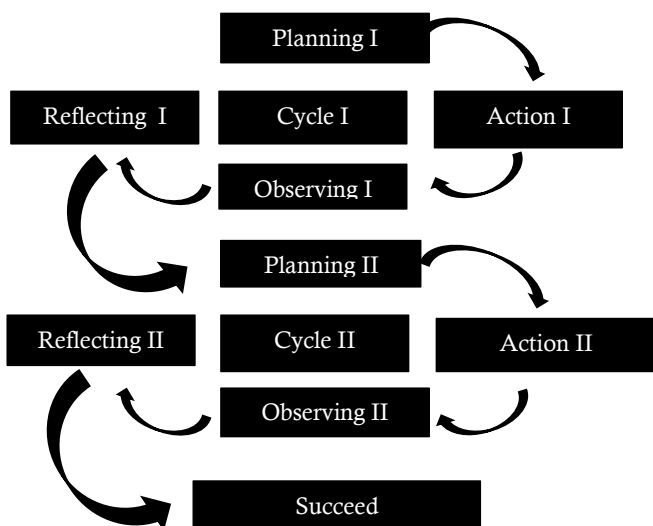 Planning I
Reflecting I
Cycle I
Action I
Observing I
Planning II
Reflecting II
Cycle II
Action II
Observing II
Succeed